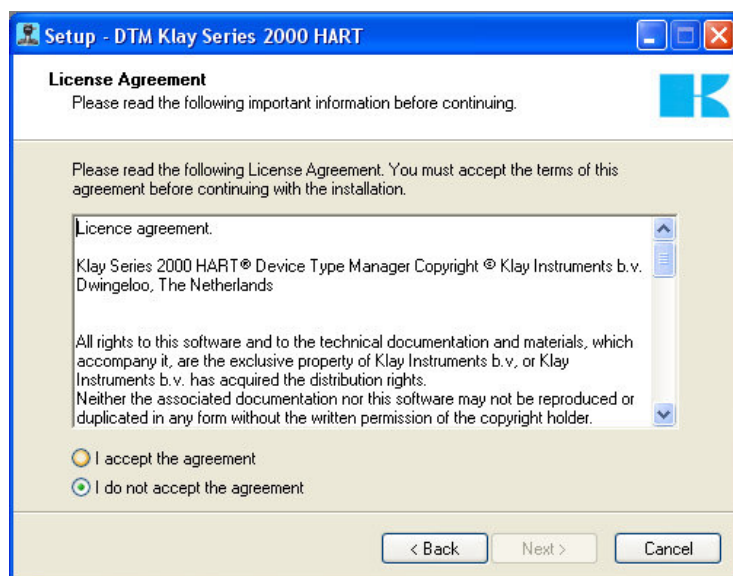 Setup - DTM Klay Series 2000 HART
License Agreement
Please read the following important information before continuing.
Please read the following License Agreement. You must accept the terms of this
agreement before continuing with the installation.
Licence agreement.
Klay Series 2000 HART® Device Type Manager Copyright © Klay Instruments b.v.
Dwingeloo, The Netherlands
All rights to this software and to the technical documentation and materials, which
accompany it, are the exclusive property of Klay Instruments b.v, or Klay
Instruments b.v. has acquired the distribution rights.
Neither the associated documentation nor this software may not be reproduced or
duplicated in any form without the written permission of the copyright holder.
I accept the agreement
I do not accept the agreement
< Back
Next >
Cancel